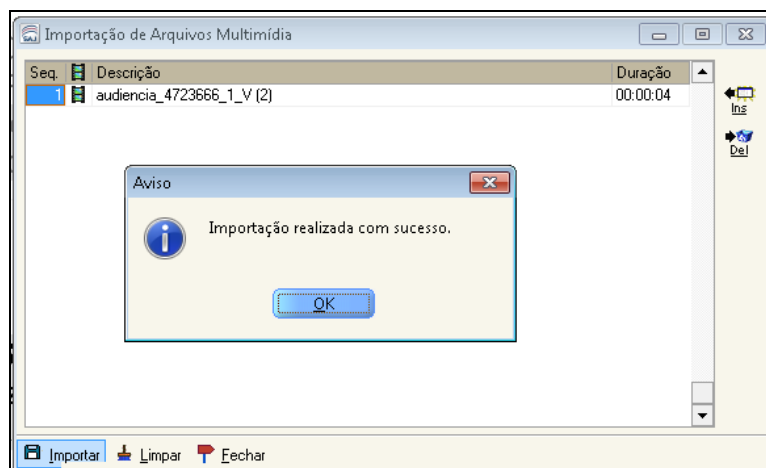 Importação de Arquivos Multimídia
Seq. Descrição Duração
1 audiencia_4723666_1_V (2) 00:00:04
Ins
Del
Aviso
Importação realizada com sucesso.
OK
Importar Limpar Fechar